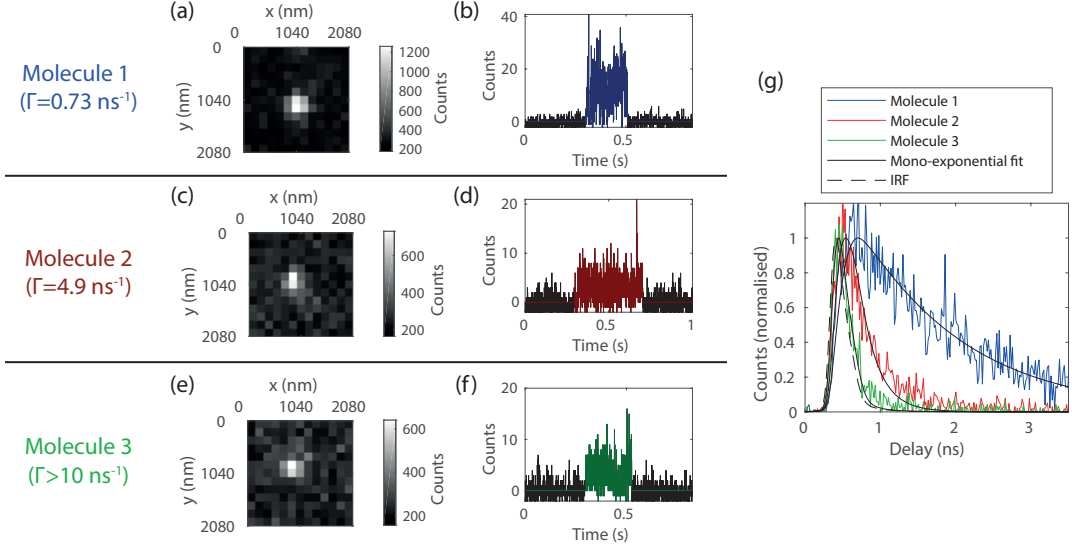 (a)
x (nm)
0 1040 2080
0
1040
2080
y (nm)
1200
1000
800
600
400
200
Counts
Molecule 1
(Γ=0.73 ns⁻¹)
(b)
40
20
0
Counts
0 0.5
Time (s)
(c)
x (nm)
0 1040 2080
0
1040
2080
y (nm)
600
400
200
Counts
Molecule 2
(Γ=4.9 ns⁻¹)
(d)
20
10
0
Counts
0 0.5 1
Time (s)
(e)
x (nm)
0 1040 2080
0
1040
2080
y (nm)
600
400
200
Counts
Molecule 3
(Γ>10 ns⁻¹)
(f)
20
10
0
Counts
0 0.5
Time (s)
(g)
Molecule 1
Molecule 2
Molecule 3
Mono-exponential fit
IRF
1
0.8
0.6
0.4
0.2
0
Counts (normalised)
0 1 2 3
Delay (ns)